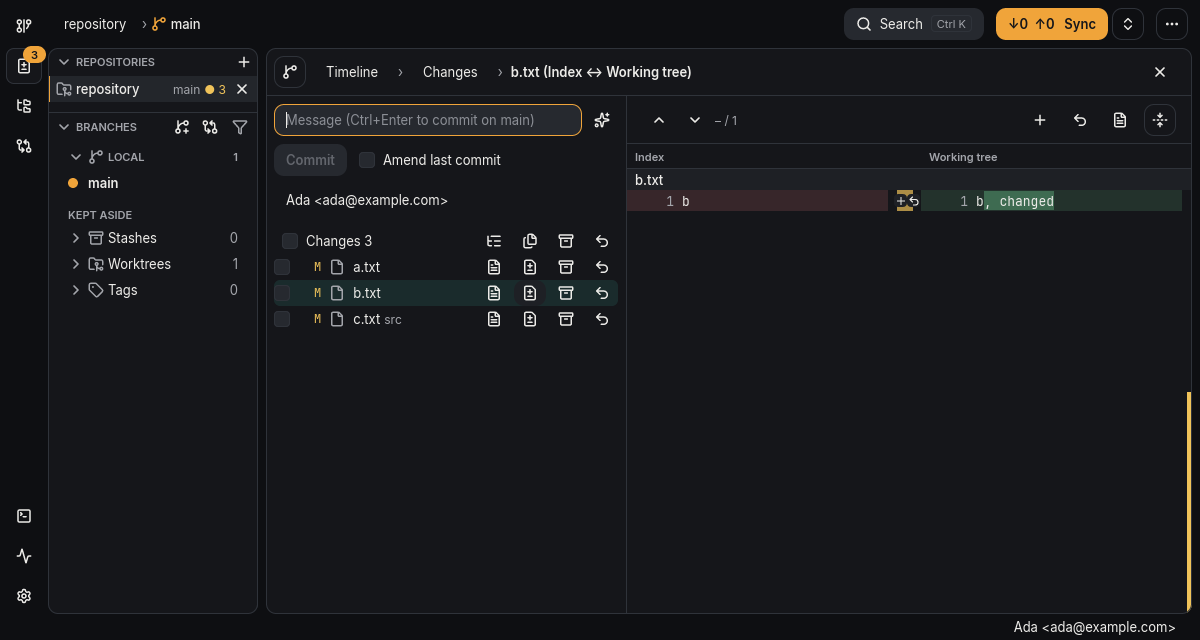 repository › main
Search Ctrl K
↓0 ↑0 Sync
3
REPOSITORIES
repository main 3
BRANCHES
LOCAL 1
main
KEPT ASIDE
Stashes 0
Worktrees 1
Tags 0
Timeline › Changes › b.txt (Index ↔ Working tree)
Message (Ctrl+Enter to commit on main)
Commit Amend last commit
Ada <ada@example.com>
Changes 3
M a.txt
M b.txt
M c.txt src
– / 1
Index Working tree
b.txt
1 b 1 b, changed
Ada <ada@example.com>